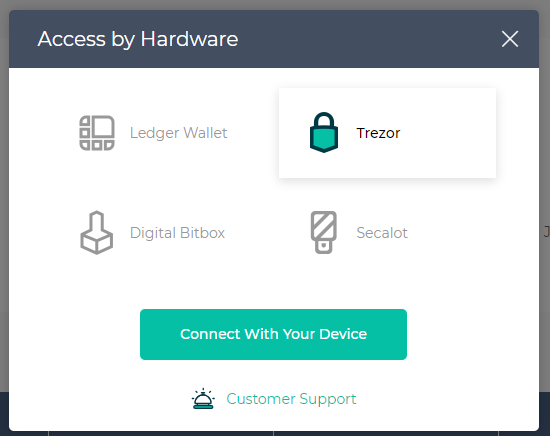 Access by Hardware
Ledger Wallet
Trezor
Digital Bitbox
Secalot
Connect With Your Device
Customer Support